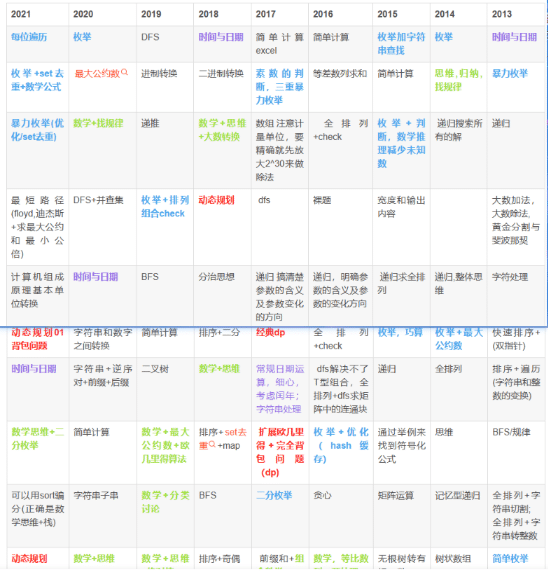 2021 2020 2019 2018 2017 2016 2015 2014 2013
每位遍历 枚举 DFS 时间与日期 简单计算 简单计算 枚举加字符 枚举 时间与日期
excel 串查找
枚举+set去 最大公约数 进制转换 二进制转换 素数的判 等差数列求和 简单计算 思维,归纳, 暴力枚举
重+数学公式 断，三重暴 找规律
力枚举
暴力枚举(优 数学+找规律 递推 数学+思维 数组 注意计 全排列 枚举+判 递归搜索所 递归
化/set去重) +大数转换 量单位，要 +check 断，数学推 有的解
精确就先放 理减少未知
大2^30来做 数
除法
最短路径 DFS+并查集 枚举+排列 动态规划 dfs 裸题 宽度和输出 大数加法，
(floyd,迪杰斯 组合check 内容 大数除法,
+求最大公约 黄金分割与
和最小公 斐波那契
倍)
计算机组成 时间与日期 BFS 分治思想 递归 搞清楚 递归，明确参 递归求全排 递归,整体思 字符处理
原理基本单 参数的含义 数的含义及参 列 维
位转换 及参数变化 数的变化方向
的方向
动态规划01 字符串和数字 简单计算 排序+二分 经典dp 全排列 枚举，巧算 枚举+最大 快速排序+
背包问题 之间转换 +check 公约数 (双指针)
时间与日期 字符串+逆序 二叉树 数学+思维 常规日期运 dfs解决不了 递归 全排列 排序+遍历
对+前缀+后缀 算，细心， T型组合，全 (字符串和整
考虑闰年； 排列+dfs求矩 数的变换)
字符串处理 阵中的连通块
数学思维+二 简单计算 数学+最大 排序+set去 扩展欧几里 枚举+优化 通过举例来 思维 BFS/规律
分枚举 公约数+欧 重+map 得+完全背 (hash缓 找到符号化
几里得算法 包问题 存) 公式
(dp)
可以用sort编 字符串子串 数学+分类 BFS 二分枚举 贪心 矩阵运算 记忆型递归 全排列+字
分(正确是数 讨论 符串切割;
学思维+栈) 全排列+字
符串转整数
动态规划 数学+思维 数学+思维 排序+奇偶 前缀和+组 数学，等比数 无根树转有 树状数组 简单枚举